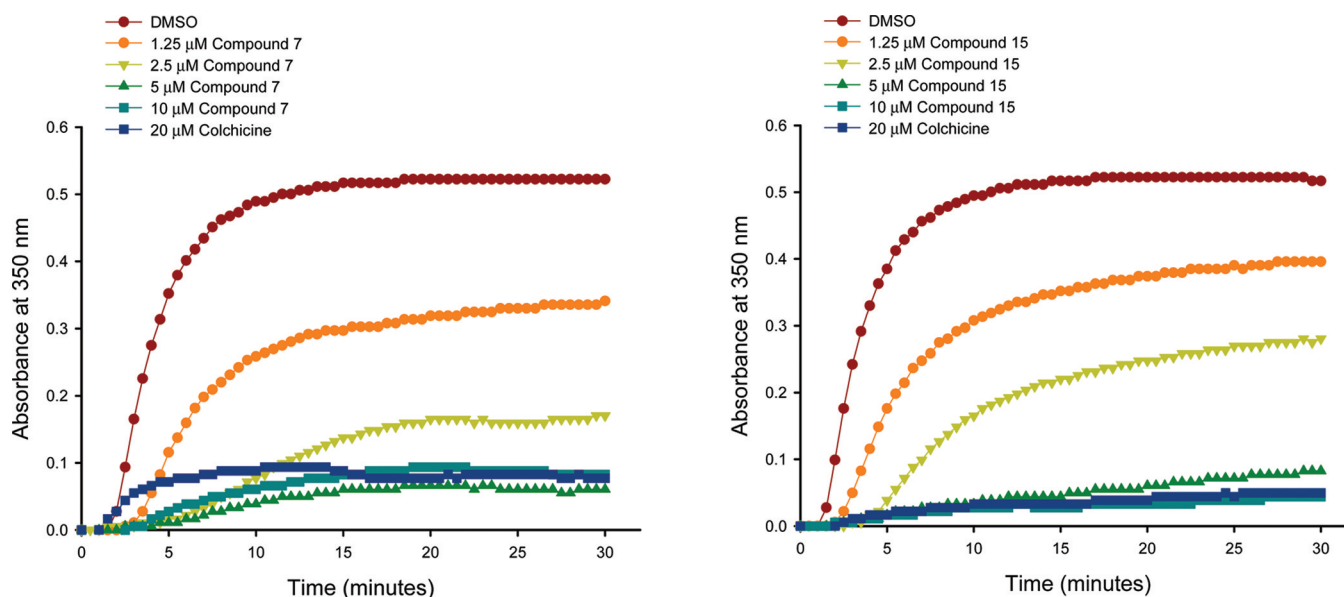 DMSO
1.25 μM Compound 7
2.5 μM Compound 7
5 μM Compound 7
10 μM Compound 7
20 μM Colchicine
0.6
0.5
0.4
0.3
0.2
0.1
0.0
Absorbance at 350 nm
0 5 10 15 20 25 30
Time (minutes)
DMSO
1.25 μM Compound 15
2.5 μM Compound 15
5 μM Compound 15
10 μM Compound 15
20 μM Colchicine
0.6
0.5
0.4
0.3
0.2
0.1
0.0
Absorbance at 350 nm
0 5 10 15 20 25 30
Time (minutes)